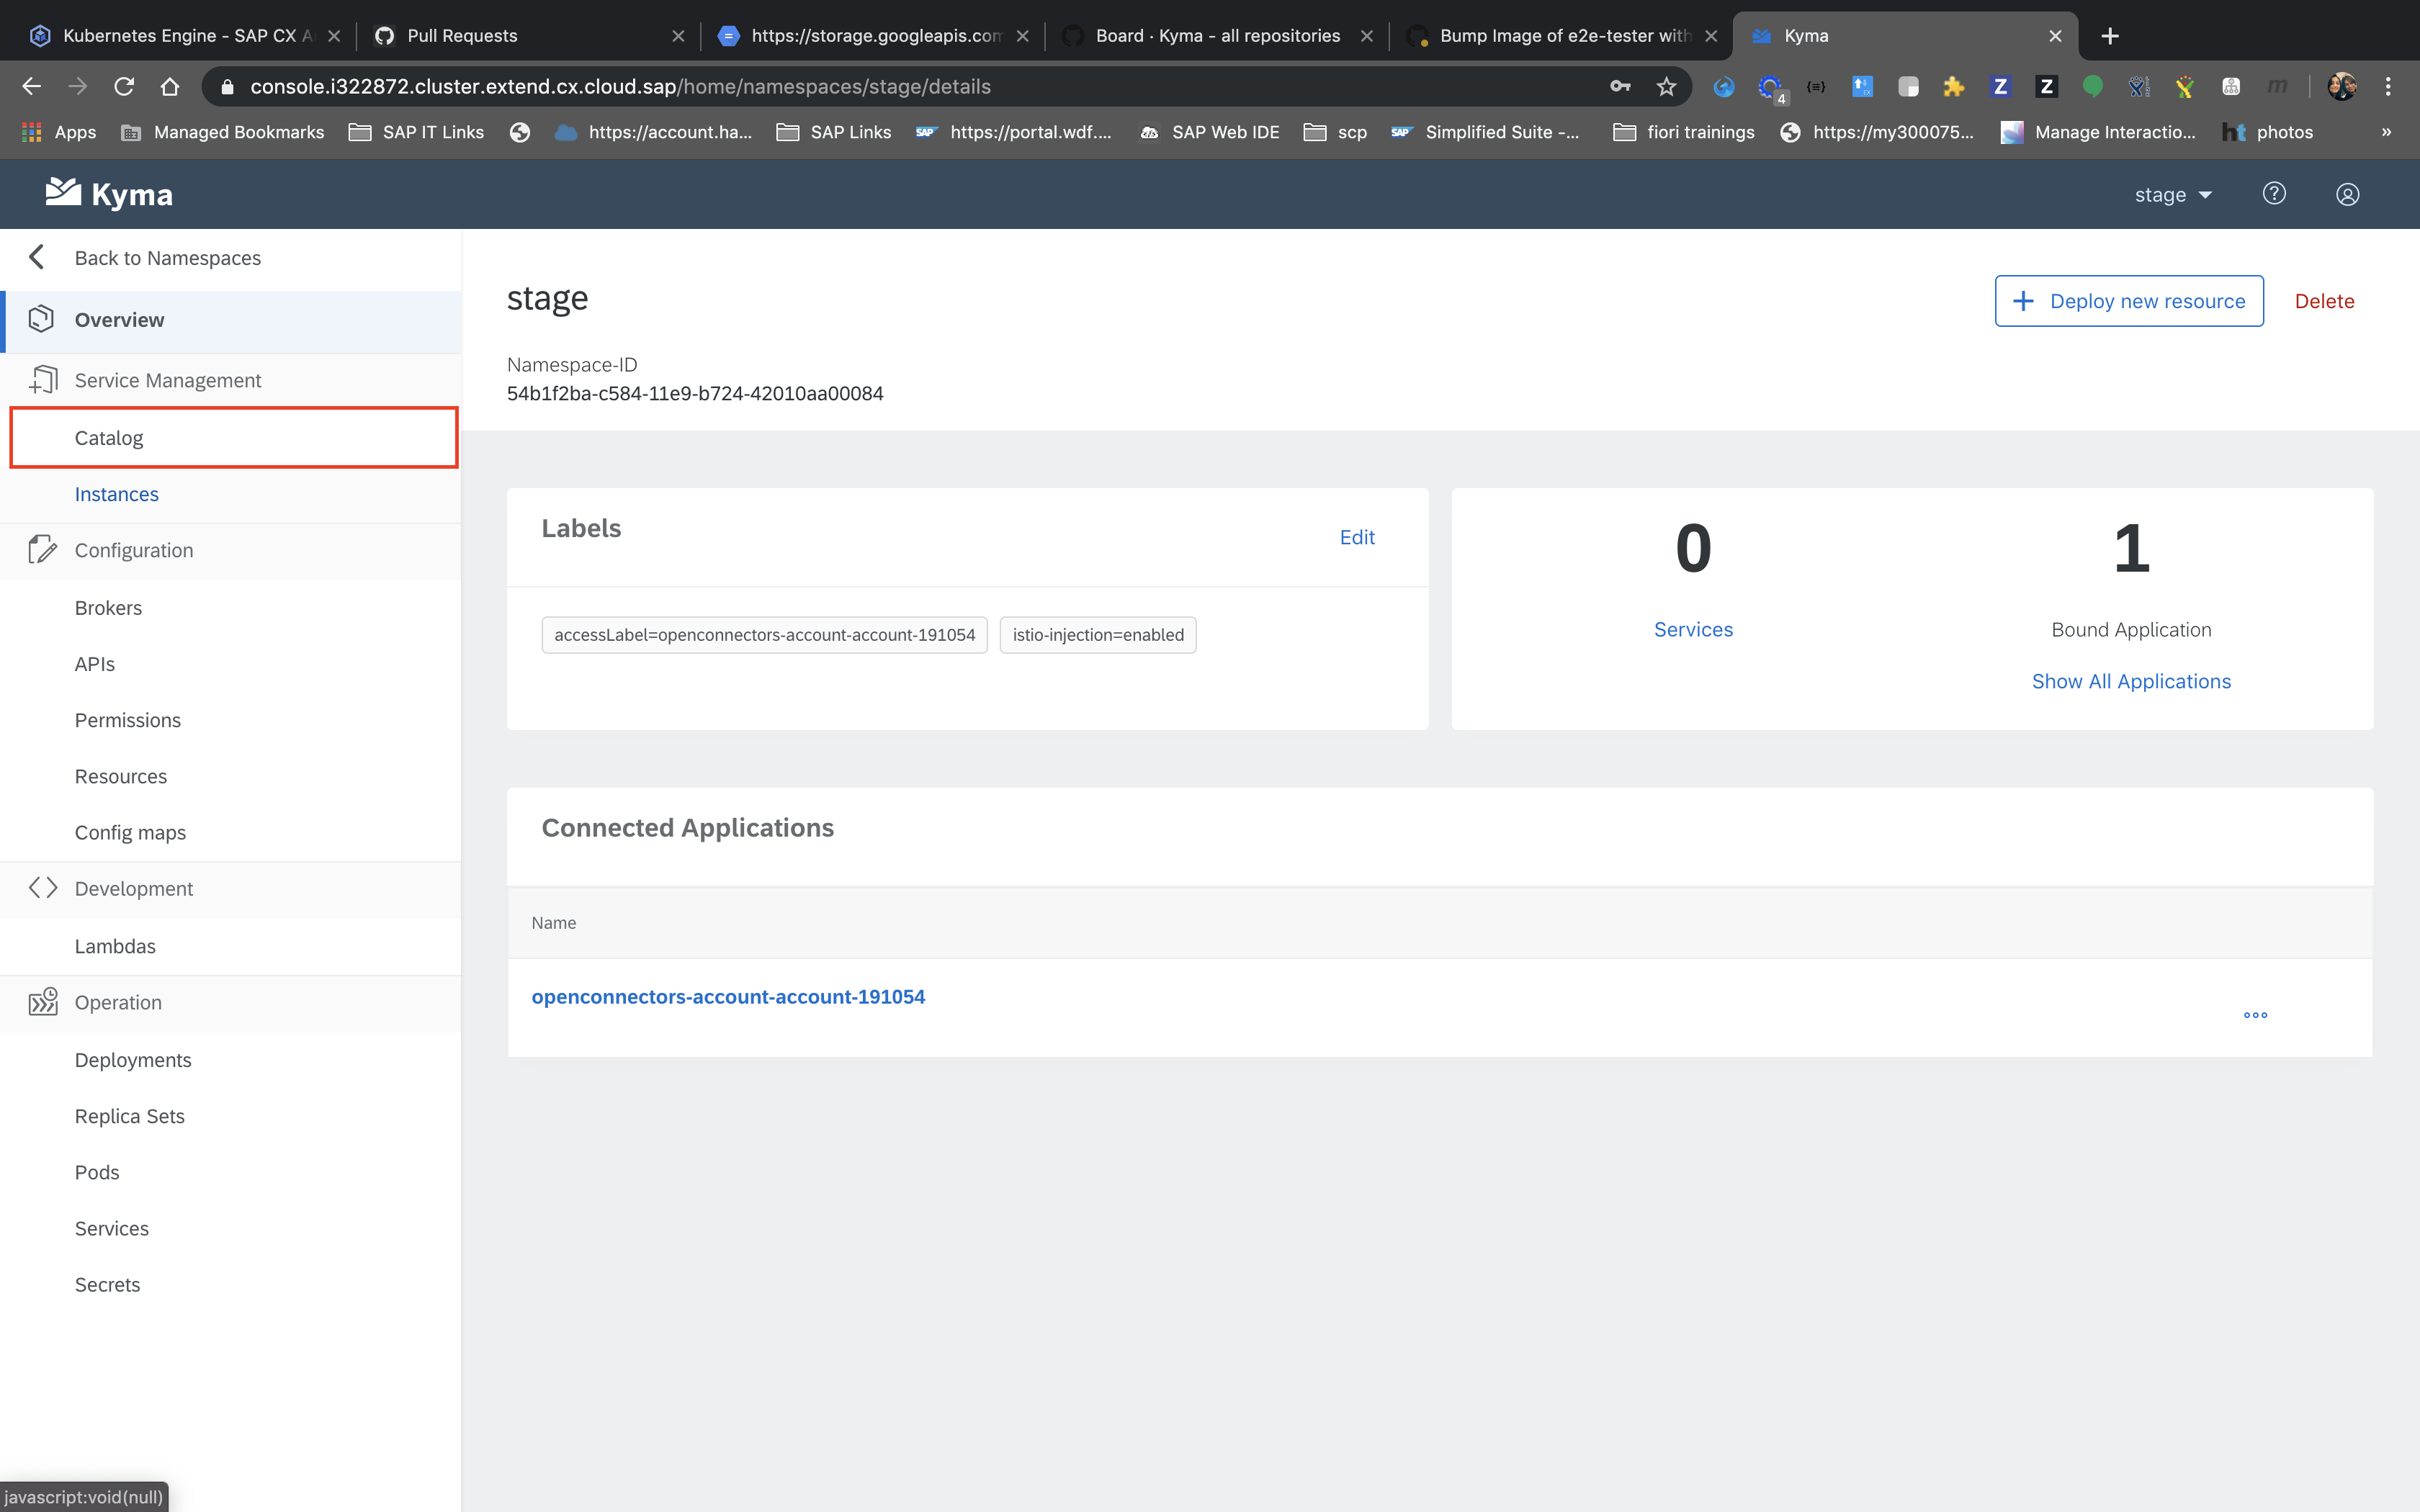 Kubernetes Engine - SAP CX A
Pull Requests
https://storage.googleapis.com
Board · Kyma - all repositories
Bump Image of e2e-tester with
Kyma
console.i322872.cluster.extend.cx.cloud.sap/home/namespaces/stage/details
4
Apps
Managed Bookmarks
SAP IT Links
https://account.ha...
SAP Links
SAP
https://portal.wdf....
SAP Web IDE
scp
SAP
Simplified Suite -...
fiori trainings
https://my300075...
Manage Interactio...
ht
photos
»
Kyma
stage
Back to Namespaces
Overview
Service Management
Catalog
Instances
Configuration
Brokers
APIs
Permissions
Resources
Config maps
Development
Lambdas
Operation
Deployments
Replica Sets
Pods
Services
Secrets
javascript:void(null)
stage
Deploy new resource
Delete
Namespace-ID
54b1f2ba-c584-11e9-b724-42010aa00084
Labels
Edit
accessLabel=openconnectors-account-account-191054
istio-injection=enabled
0
Services
1
Bound Application
Show All Applications
Connected Applications
Name
openconnectors-account-account-191054